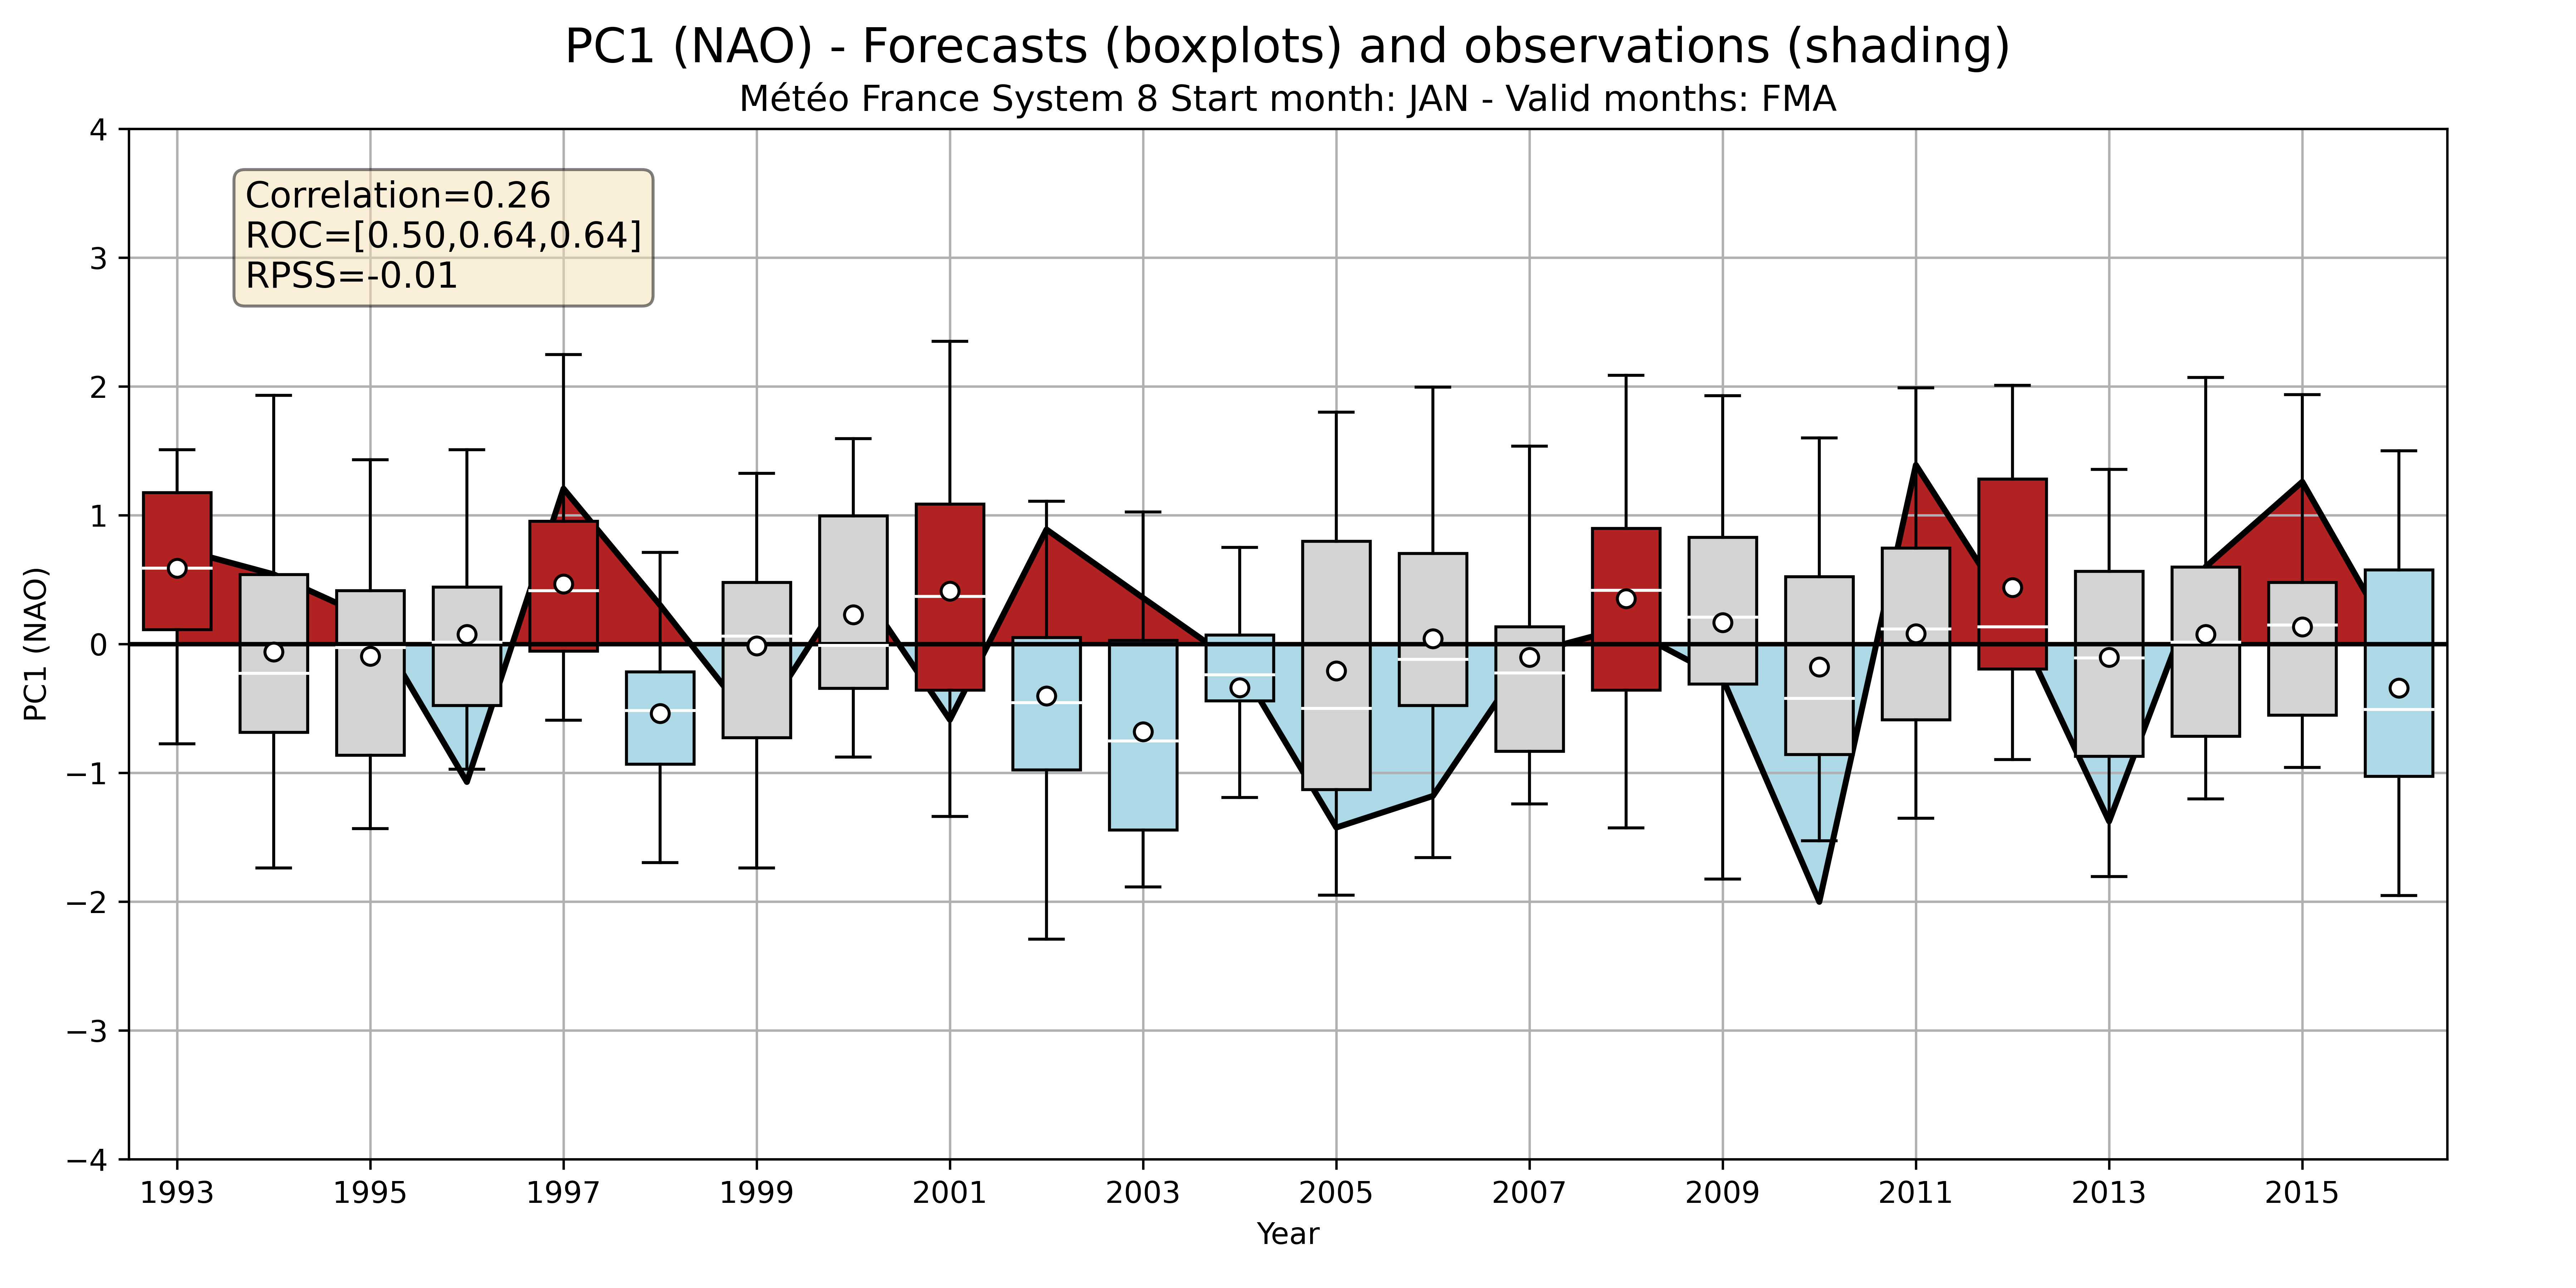 PC1 (NAO) - Forecasts (boxplots) and observations (shading)
Météo France System 8 Start month: JAN - Valid months: FMA
Correlation=0.26
ROC=[0.50,0.64,0.64]
RPSS=-0.01
PC1 (NAO)
4
3
2
1
0
−1
−2
−3
−4
1993 1995 1997 1999 2001 2003 2005 2007 2009 2011 2013 2015
Year